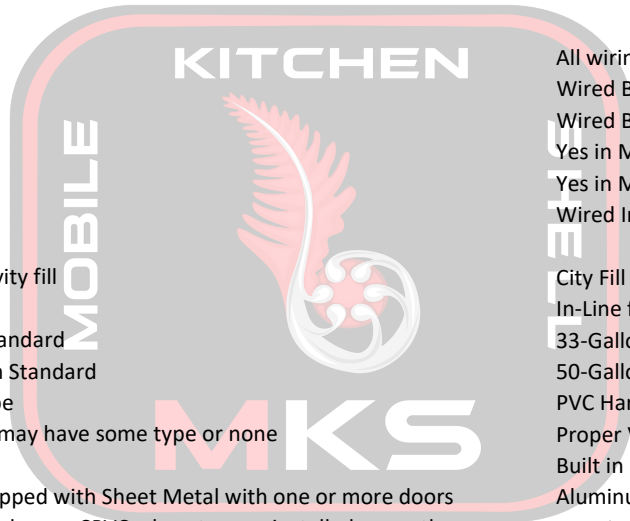 KITCHEN
MOBILE
SHELL
MKS
All wirin
Wired B
Wired B
Yes in M
Yes in M
Wired In
vity fill
City Fill
In-Line f
andard
33-Gallo
n Standard
50-Gallo
PVC Har
may have some type or none
Proper V
Built in
pped with Sheet Metal with one or more doors
Aluminu